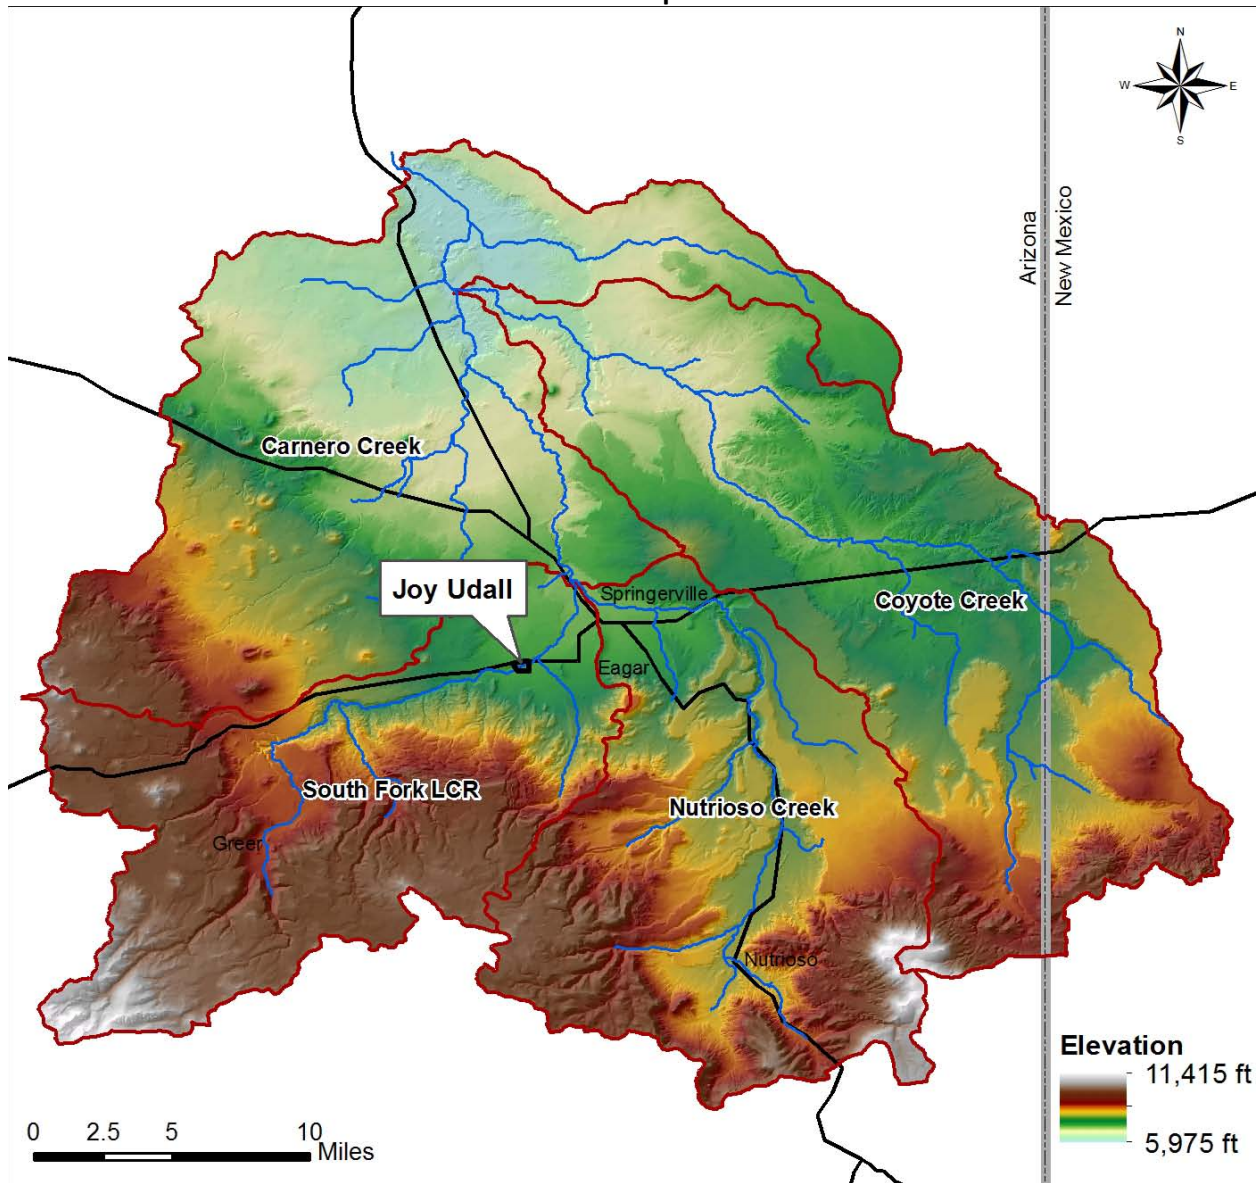 N
W
E
S
Arizona
New Mexico
Carnero Creek
Joy Udall
Springerville
Coyote Creek
Eagar
South Fork LCR
Nutrioso Creek
Greer
Nutrioso
Elevation
11,415 ft
5,975 ft
0 2.5 5 10
Miles